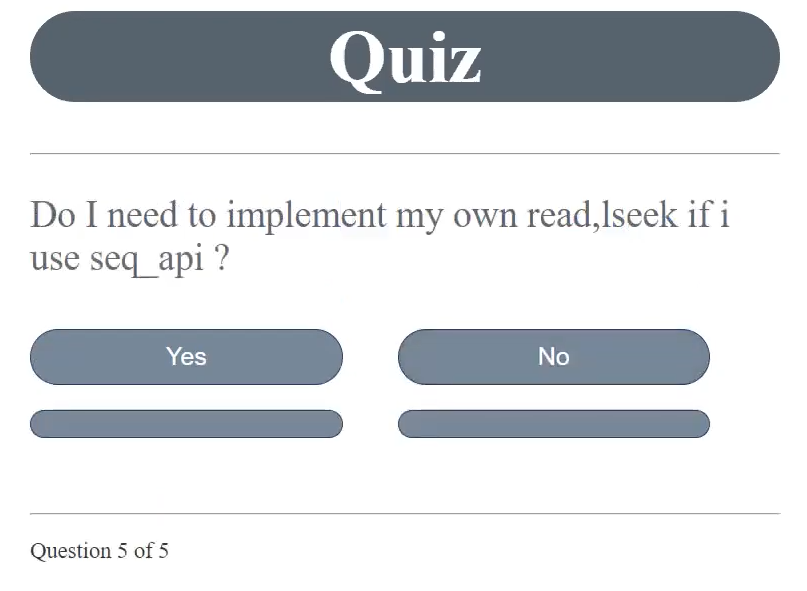 Quiz
Do I need to implement my own read,lseek if i
use seq_api ?
Yes
No
Question 5 of 5